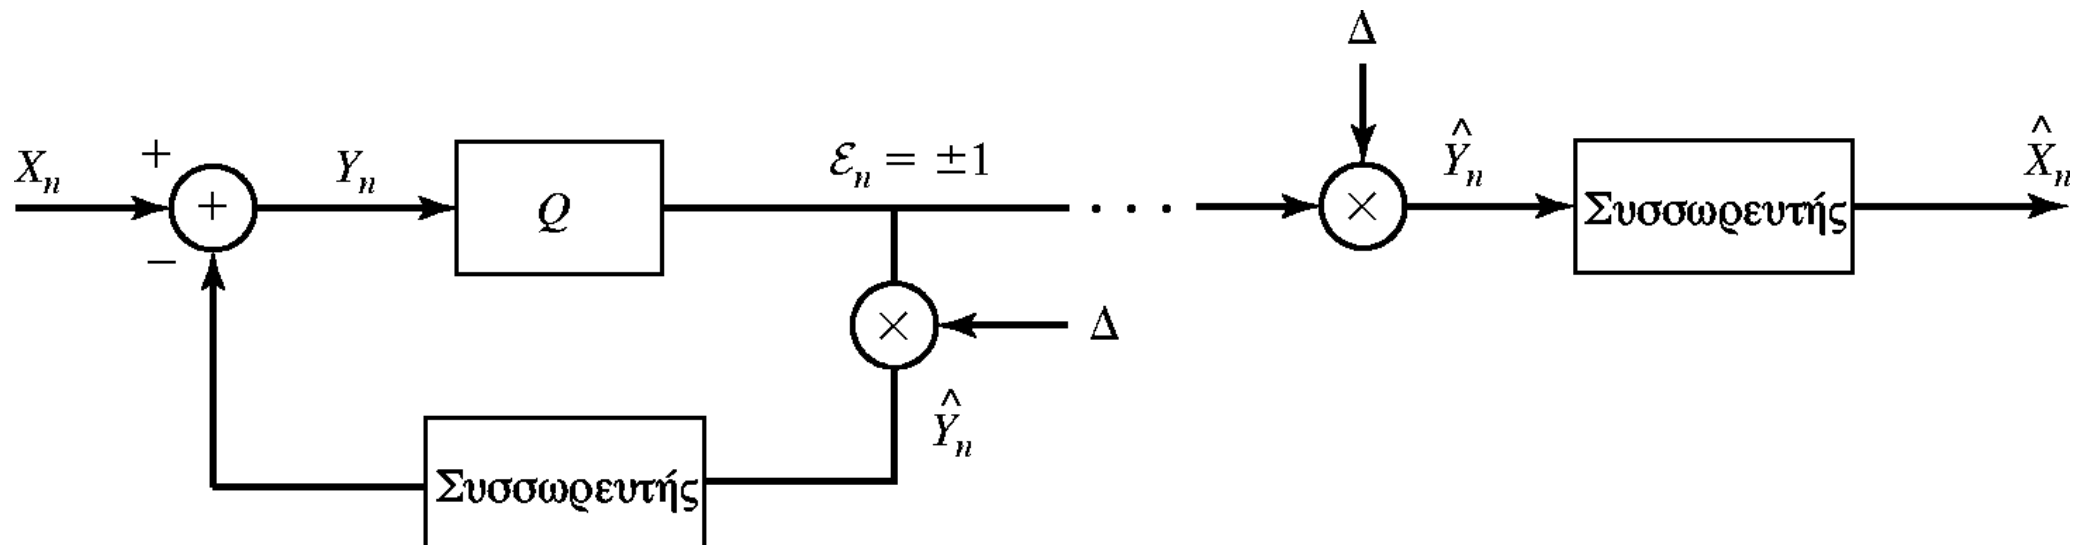 Δ
+
X_n
Y_n
Q
ℰ_n = ±1
. . .
×
Ŷ_n
Συσσωρευτής
X̂_n
+
−
×
Δ
Ŷ_n
Συσσωρευτής